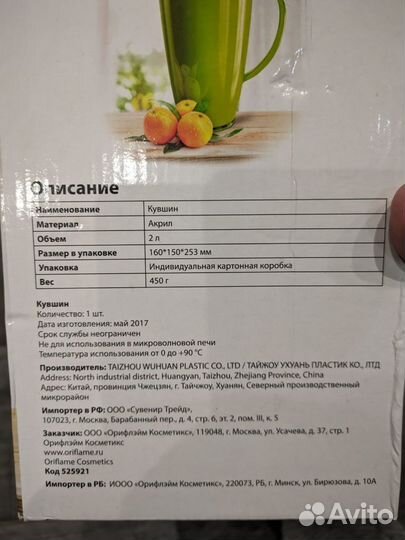 Описание
Наименование Кувшин
Материал Акрил
Объем 2 л
Размер в упаковке 160*150*253 мм
Упаковка Индивидуальная картонная коробка
Вес 450 г
Кувшин
Количество: 1 шт.
Дата изготовления: май 2017
Срок службы неограничен
Не для использования в микроволновой печи
Температура использования от 0 до +90 °C
Производитель: TAIZHOU WUHUAN PLASTIC CO., LTD / ТАЙЖОУ УХУАНЬ ПЛАСТИК КО., ЛТД
Address: North industrial district, Huangyan, Taizhou, Zhejiang Province, China
Адрес: Китай, провинция Чжецзян, г. Тайчжоу, Хуанян, Северный производственный
микрорайон
Импортер в РФ: ООО «Сувенир Трейд»,
107023, г. Москва, Барабанный пер., д. 4, стр. 6, эт. 2, пом. III, к. 5
Заказчик: ООО «Орифлэйм Косметикс», 119048, г. Москва, ул. Усачева, д. 37, стр. 1
Орифлэйм Косметикс
www.oriflame.ru
Oriflame Cosmetics
Код 525921
Импортер в РБ: ИООО «Орифлэйм Косметикс», 220073, РБ, г. Минск, ул. Бирюзова, д. 10А
Avito